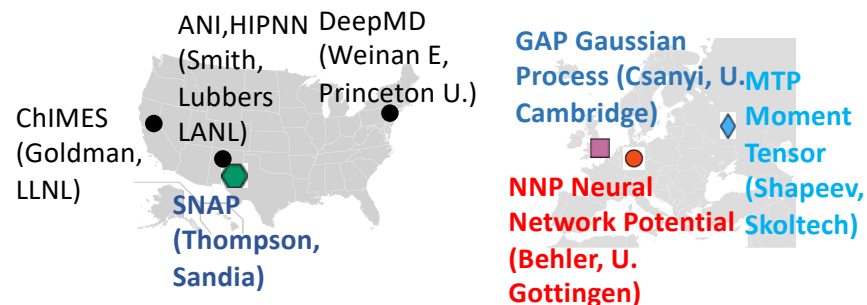 ANI,HIPNN
(Smith,
Lubbers
LANL)
DeepMD
(Weinan E,
Princeton U.)
ChIMES
(Goldman,
LLNL)
SNAP
(Thompson,
Sandia)
GAP Gaussian
Process (Csanyi, U.
Cambridge)
MTP
Moment
Tensor
(Shapeev,
Skoltech)
NNP Neural
Network Potential
(Behler, U.
Gottingen)